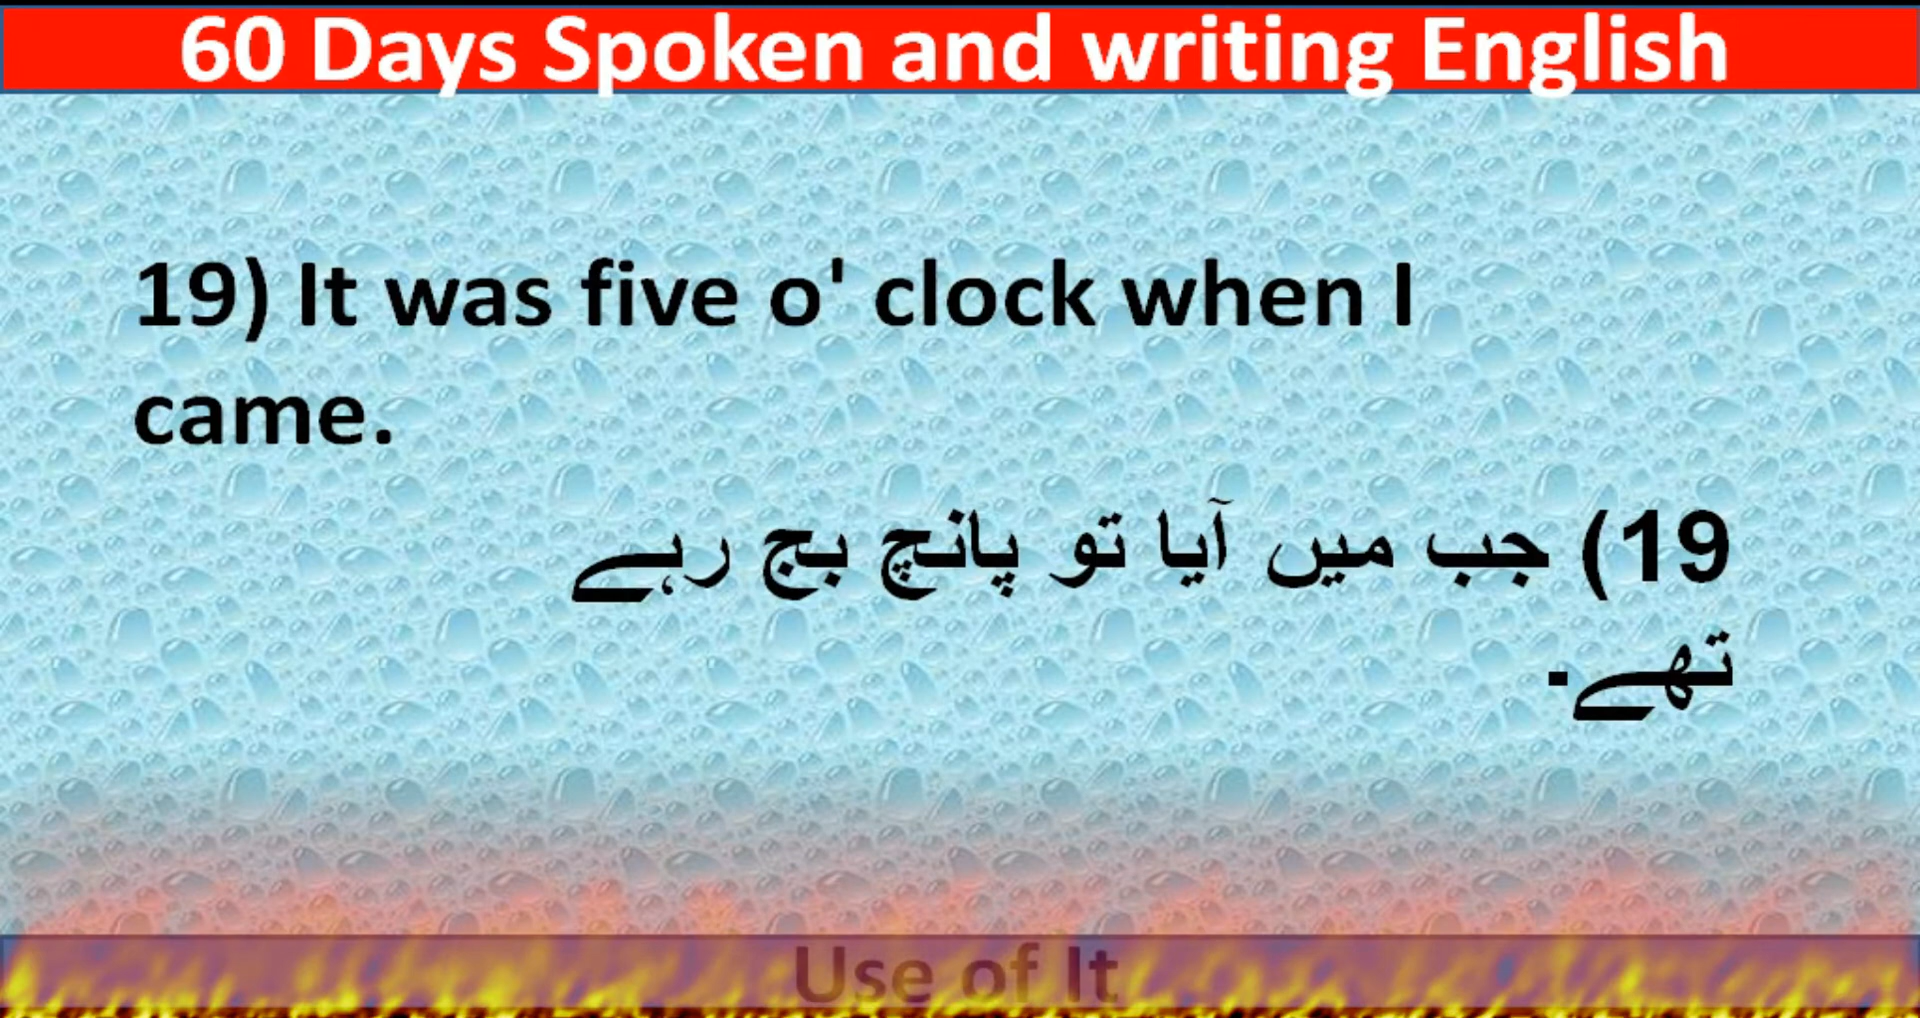 60 Days Spoken and writing English
19) It was five o' clock when I
came.
19) جب میں آیا تو پانچ بج رہے
تھے۔
Use of It